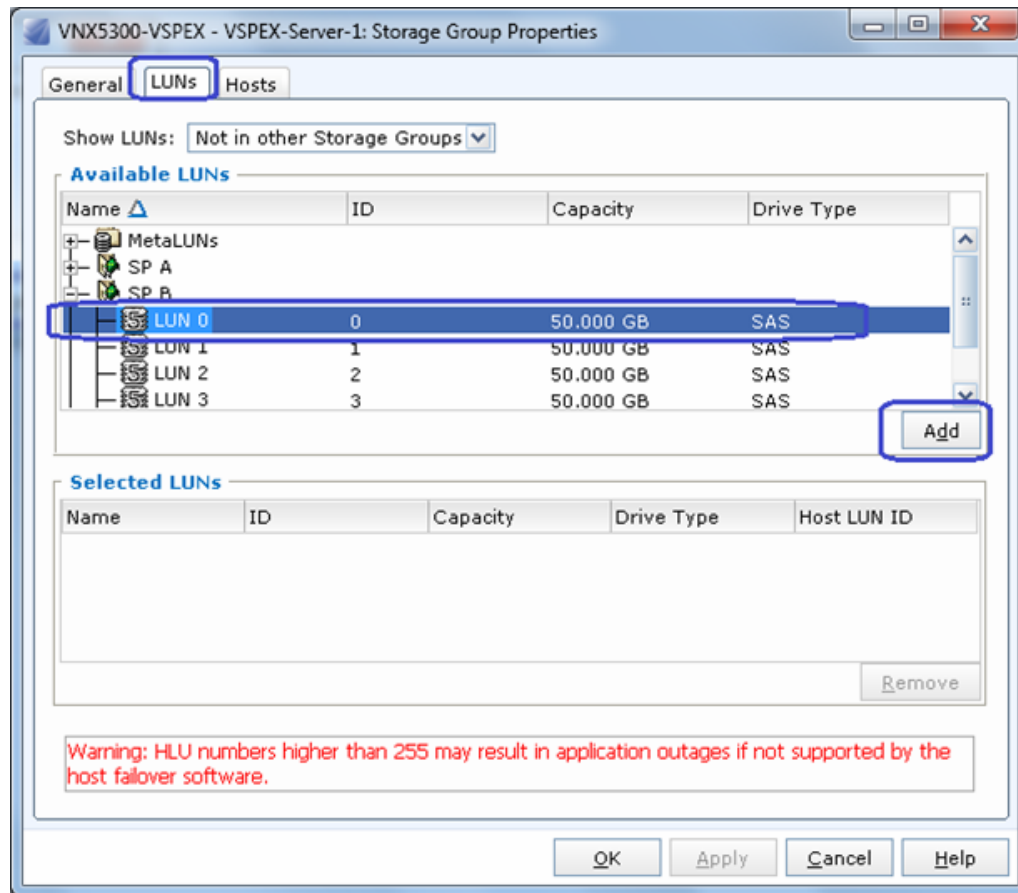 VNX5300-VSPEX - VSPEX-Server-1: Storage Group Properties
General LUNs Hosts
Show LUNs: Not in other Storage Groups
Available LUNs
Name ID Capacity Drive Type
MetaLUNs
SP A
SP B
LUN 0 0 50.000 GB SAS
LUN 1 1 50.000 GB SAS
LUN 2 2 50.000 GB SAS
LUN 3 3 50.000 GB SAS
Add
Selected LUNs
Name ID Capacity Drive Type Host LUN ID
Remove
Warning: HLU numbers higher than 255 may result in application outages if not supported by the
host failover software.
OK Apply Cancel Help